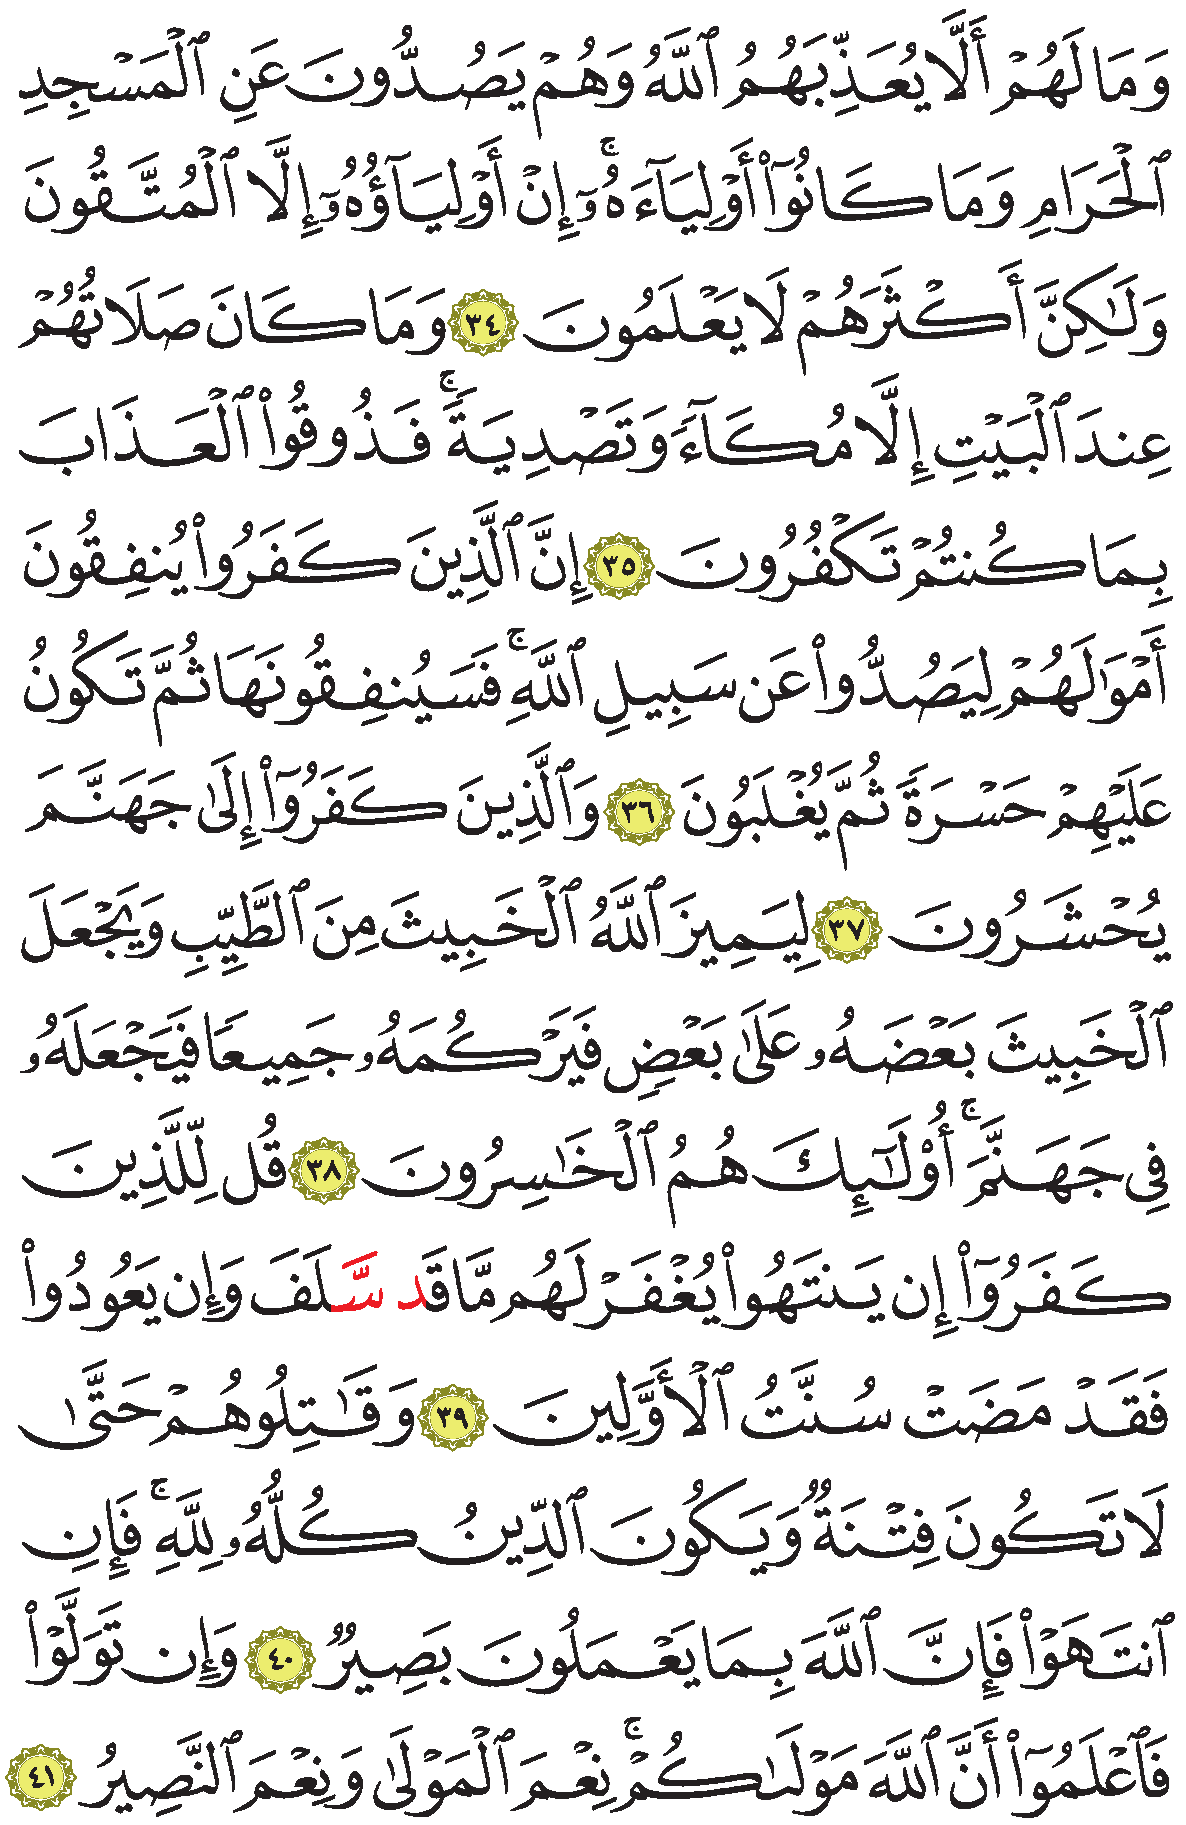 وَمَا لَهُمْ أَلَّا يُعَذِّبَهُمُ ٱللَّهُ وَهُمْ يَصُدُّونَ عَنِ ٱلْمَسْجِدِ
ٱلْحَرَامِ وَمَا كَانُوٓا۟ أَوْلِيَآءَهُۥٓ ۚ إِنْ أَوْلِيَآؤُهُۥٓ إِلَّا ٱلْمُتَّقُونَ
وَلَٰكِنَّ أَكْثَرَهُمْ لَا يَعْلَمُونَ ٣٤ وَمَا كَانَ صَلَاتُهُمْ
عِندَ ٱلْبَيْتِ إِلَّا مُكَآءً وَتَصْدِيَةً ۚ فَذُوقُوا۟ ٱلْعَذَابَ
بِمَا كُنتُمْ تَكْفُرُونَ ٣٥ إِنَّ ٱلَّذِينَ كَفَرُوا۟ يُنفِقُونَ
أَمْوَٰلَهُمْ لِيَصُدُّوا۟ عَن سَبِيلِ ٱللَّهِ ۚ فَسَيُنفِقُونَهَا ثُمَّ تَكُونُ
عَلَيْهِمْ حَسْرَةً ثُمَّ يُغْلَبُونَ ٣٦ وَٱلَّذِينَ كَفَرُوٓا۟ إِلَىٰ جَهَنَّمَ
يُحْشَرُونَ ٣٧ لِيَمِيزَ ٱللَّهُ ٱلْخَبِيثَ مِنَ ٱلطَّيِّبِ وَيَجْعَلَ
ٱلْخَبِيثَ بَعْضَهُۥ عَلَىٰ بَعْضٍ فَيَرْكُمَهُۥ جَمِيعًا فَيَجْعَلَهُۥ
فِى جَهَنَّمَ ۚ أُو۟لَٰٓئِكَ هُمُ ٱلْخَٰسِرُونَ ٣٨ قُل لِّلَّذِينَ
كَفَرُوٓا۟ إِن يَنتَهُوا۟ يُغْفَرْ لَهُم مَّا قَد سَّلَفَ وَإِن يَعُودُوا۟
فَقَدْ مَضَتْ سُنَّتُ ٱلْأَوَّلِينَ ٣٩ وَقَٰتِلُوهُمْ حَتَّىٰ
لَا تَكُونَ فِتْنَةٌ وَيَكُونَ ٱلدِّينُ كُلُّهُۥ لِلَّهِ ۚ فَإِنِ
ٱنتَهَوْا۟ فَإِنَّ ٱللَّهَ بِمَا يَعْمَلُونَ بَصِيرٌ ٤٠ وَإِن تَوَلَّوْا۟
فَٱعْلَمُوٓا۟ أَنَّ ٱللَّهَ مَوْلَىٰكُمْ ۚ نِعْمَ ٱلْمَوْلَىٰ وَنِعْمَ ٱلنَّصِيرُ ٤١